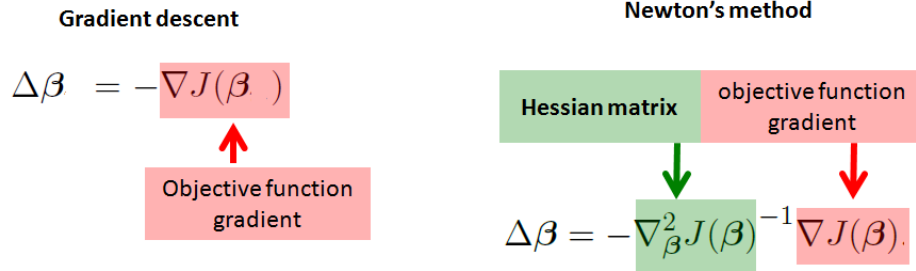 Gradient descent
Δβ = −∇J(β )
Objective function
gradient
Newton's method
Hessian matrix
objective function
gradient
Δβ = −∇²_β J(β)⁻¹∇J(β).